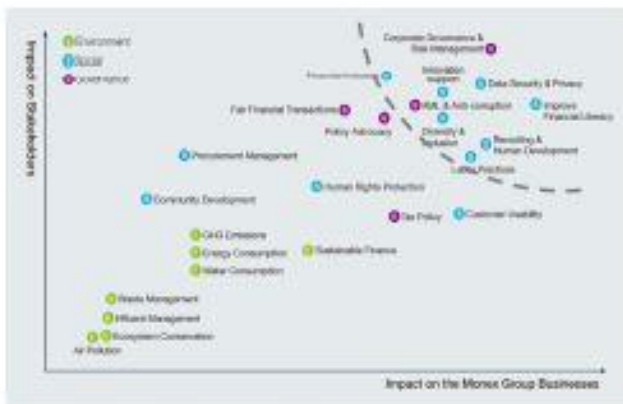 Impact on Stakeholders
Environment
Social
Governance
Corporate Governance &
Risk Management
Innovation
support
Data Security & Privacy
Fair Financial Transactions
AML & Anti-corruption
Improve
Financial Literacy
Policy Advocacy
Diversity &
Inclusion
Recruiting &
Human Development
Procurement Management
Labor Practices
Human Rights Protection
Community Development
Tax Policy
Customer Usability
GHG Emissions
Energy Consumption
Sustainable Finance
Water Consumption
Waste Management
Effluent Management
Ecosystem Conservation
Air Pollution
Impact on the Monex Group Businesses